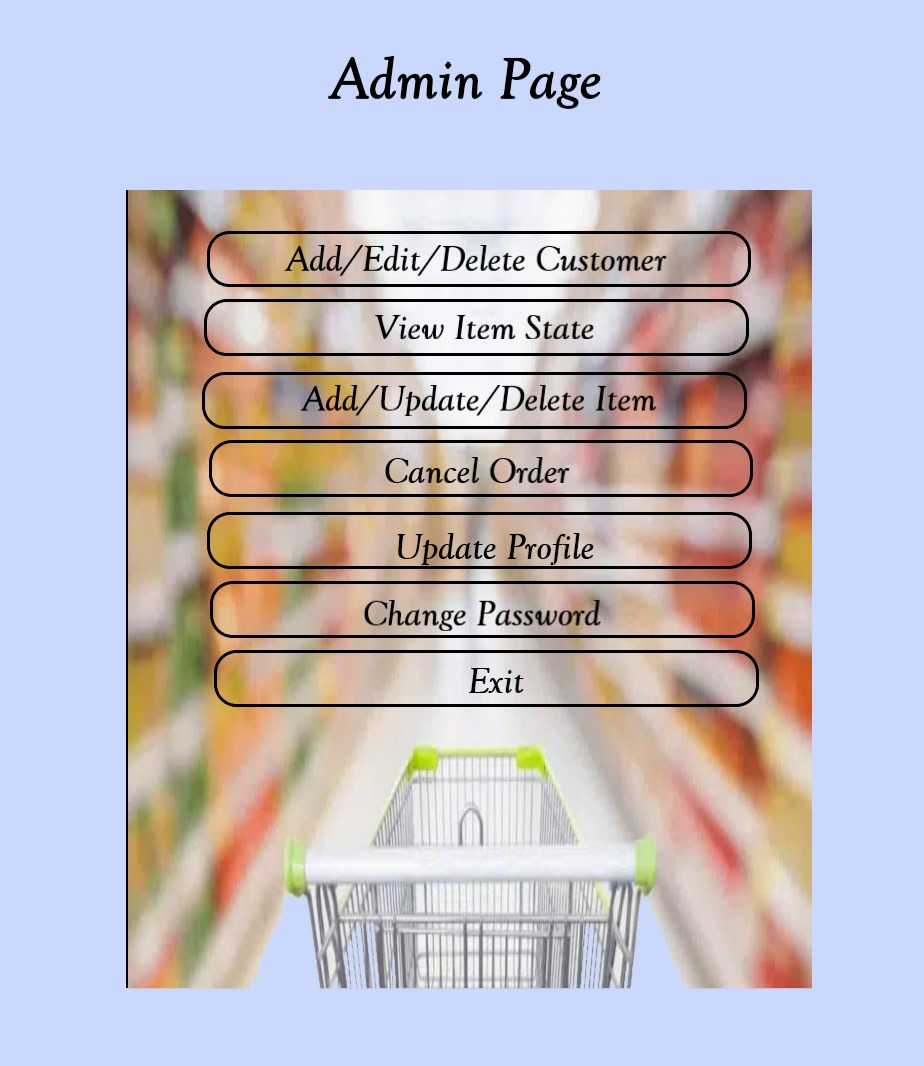 Admin Page
Add/Edit/Delete Customer
View Item State
Add/Update/Delete Item
Cancel Order
Update Profile
Change Password
Exit